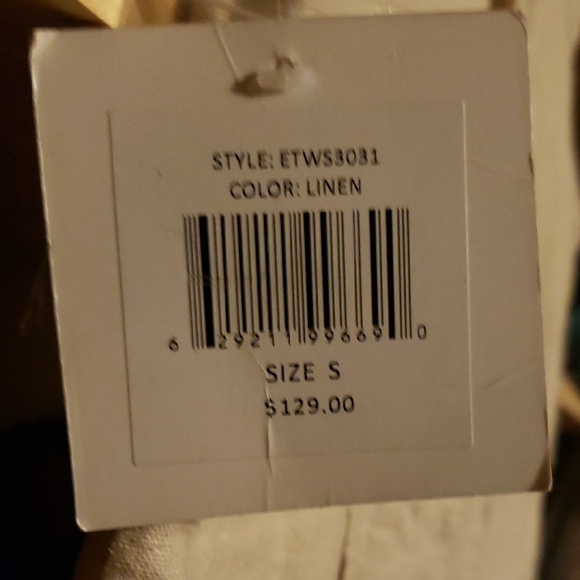 STYLE: ETWS3031
COLOR: LINEN
6 29211 99669 0
SIZE S
$129.00